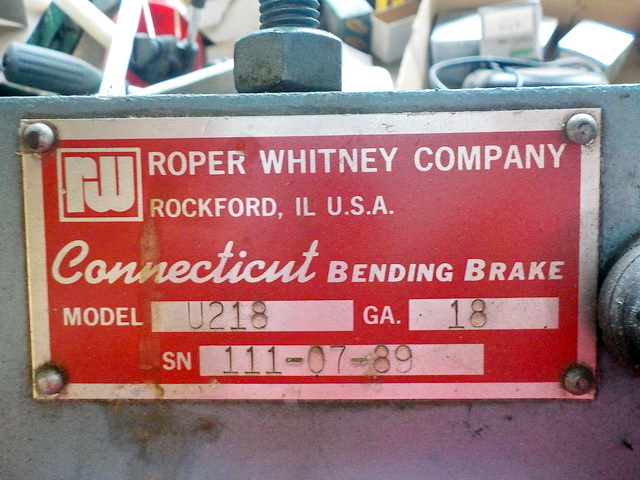 rw ROPER WHITNEY COMPANY
ROCKFORD, IL U.S.A.
Connecticut BENDING BRAKE
MODEL U218 GA. 18
SN 111-07-89